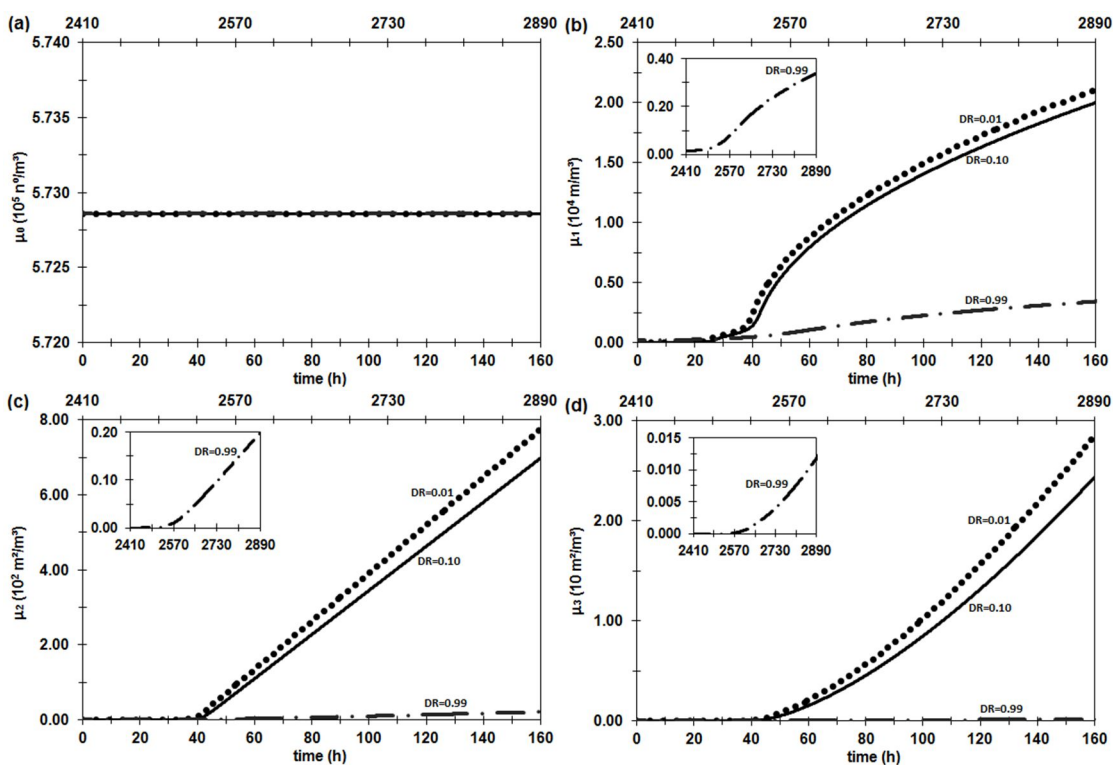 (a)
2410 2570 2730 2890
5.740
5.735
5.730
5.725
5.720
μ0 (10⁵ nº/m³)
0 20 40 60 80 100 120 140 160
time (h)
(b)
2410 2570 2730 2890
2.50
2.00
1.50
1.00
0.50
0.00
μ1 (10⁴ m/m³)
0.40
0.20
0.00
2410 2570 2730 2890
DR=0.99
DR=0.01
DR=0.10
DR=0.99
0 20 40 60 80 100 120 140 160
time (h)
(c)
2410 2570 2730 2890
8.00
6.00
4.00
2.00
0.00
μ2 (10² m²/m³)
0.20
0.10
0.00
2410 2570 2730 2890
DR=0.99
DR=0.01
DR=0.10
DR=0.99
0 20 40 60 80 100 120 140 160
time (h)
(d)
2410 2570 2730 2890
3.00
2.00
1.00
0.00
μ3 (10 m²/m³)
0.015
0.010
0.005
0.000
2410 2570 2730 2890
DR=0.99
DR=0.01
DR=0.10
DR=0.99
0 20 40 60 80 100 120 140 160
time (h)